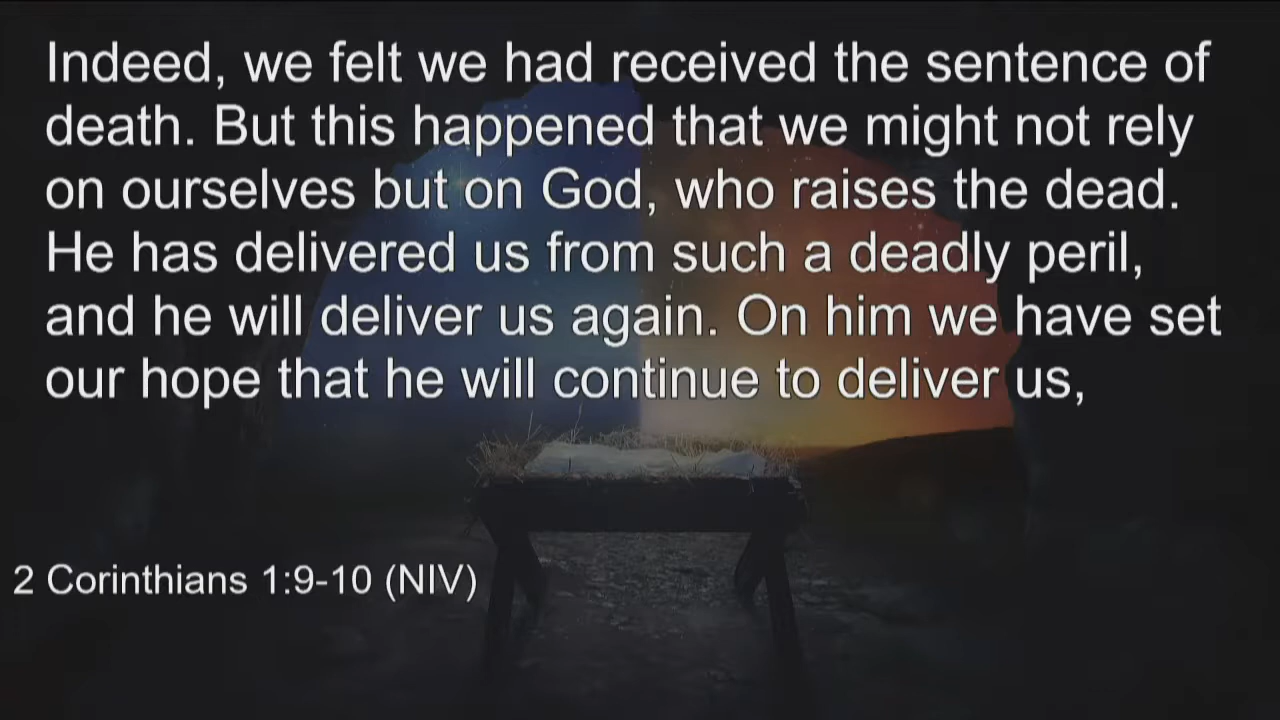 Indeed, we felt we had received the sentence of
death. But this happened that we might not rely
on ourselves but on God, who raises the dead.
He has delivered us from such a deadly peril,
and he will deliver us again. On him we have set
our hope that he will continue to deliver us,
2 Corinthians 1:9-10 (NIV)